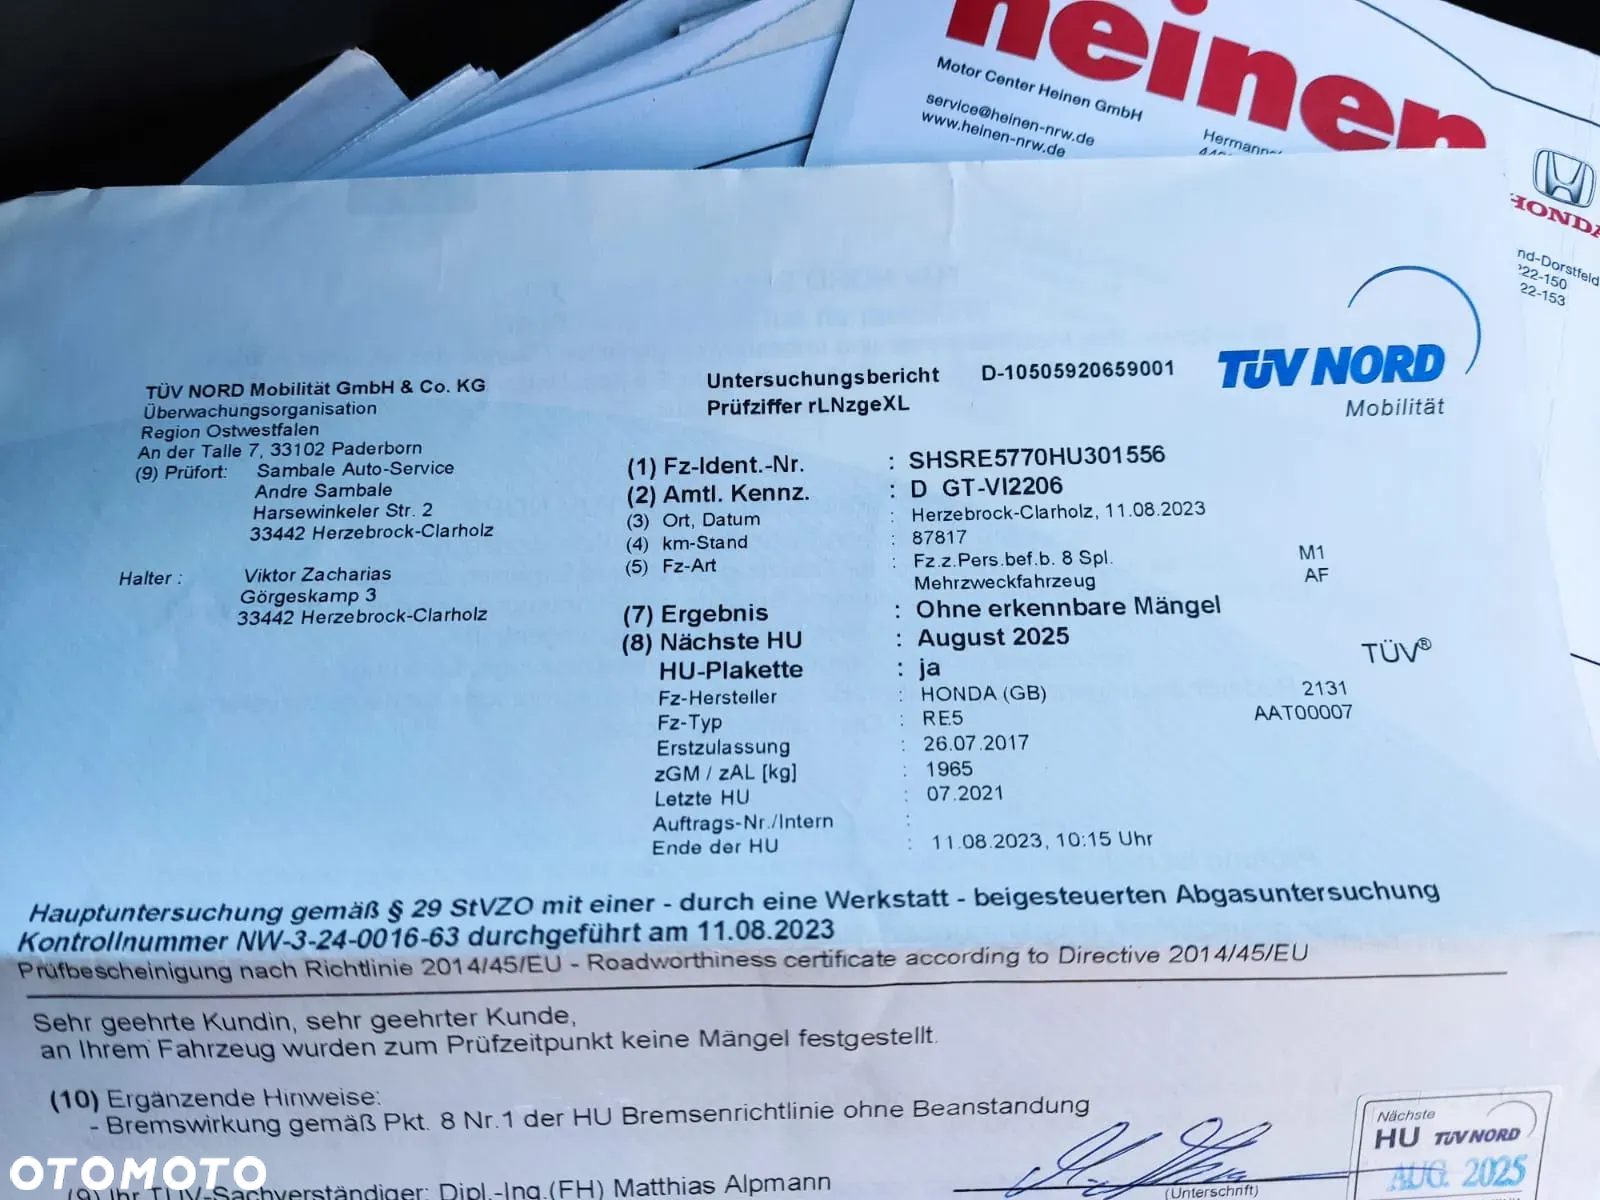 heinen
Motor Center Heinen GmbH
service@heinen-nrw.de
www.heinen-nrw.de
HONDA
nd-Dorstfeld
22-150
22-153
TÜV NORD
Mobilität
TÜV NORD Mobilität GmbH & Co. KG
Überwachungsorganisation
Region Ostwestfalen
An der Talle 7, 33102 Paderborn
(9) Prüfort: Sambale Auto-Service
Andre Sambale
Harsewinkeler Str. 2
33442 Herzebrock-Clarholz
Halter : Viktor Zacharias
Görgeskamp 3
33442 Herzebrock-Clarholz
Untersuchungsbericht D-10505920659001
Prüfziffer rLNzgeXL
(1) Fz-Ident.-Nr. : SHSRE5770HU301556
(2) Amtl. Kennz. : D GT-VI2206
(3) Ort, Datum : Herzebrock-Clarholz, 11.08.2023
(4) km-Stand : 87817
(5) Fz-Art : Fz.z.Pers.bef.b. 8 Spl. M1
Mehrzweckfahrzeug AF
(7) Ergebnis : Ohne erkennbare Mängel
(8) Nächste HU : August 2025
TÜV®
HU-Plakette : ja
Fz-Hersteller : HONDA (GB) 2131
Fz-Typ : RE5 AAT00007
Erstzulassung : 26.07.2017
zGM / zAL [kg] : 1965
Letzte HU : 07.2021
Auftrags-Nr./Intern :
Ende der HU : 11.08.2023, 10:15 Uhr
Hauptuntersuchung gemäß § 29 StVZO mit einer - durch eine Werkstatt - beigesteuerten Abgasuntersuchung
Kontrollnummer NW-3-24-0016-63 durchgeführt am 11.08.2023
Prüfbescheinigung nach Richtlinie 2014/45/EU - Roadworthiness certificate according to Directive 2014/45/EU
Sehr geehrte Kundin, sehr geehrter Kunde,
an Ihrem Fahrzeug wurden zum Prüfzeitpunkt keine Mängel festgestellt.
(10) Ergänzende Hinweise:
- Bremswirkung gemäß Pkt. 8 Nr.1 der HU Bremsenrichtlinie ohne Beanstandung
(9) Ihr TÜV-Sachverständiger: Dipl.-Ing.(FH) Matthias Alpmann
(Unterschrift)
Nächste
HU TÜV NORD
AUG. 2025
OTOMOTO